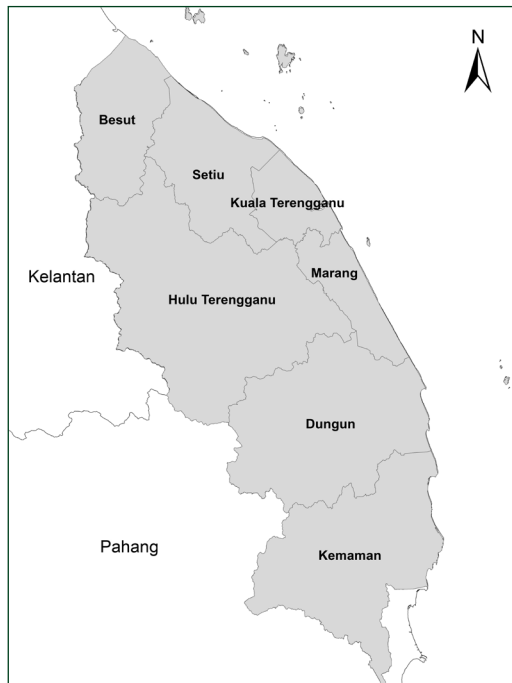 N
Besut
Setiu
Kuala Terengganu
Marang
Kelantan
Hulu Terengganu
Dungun
Pahang
Kemaman